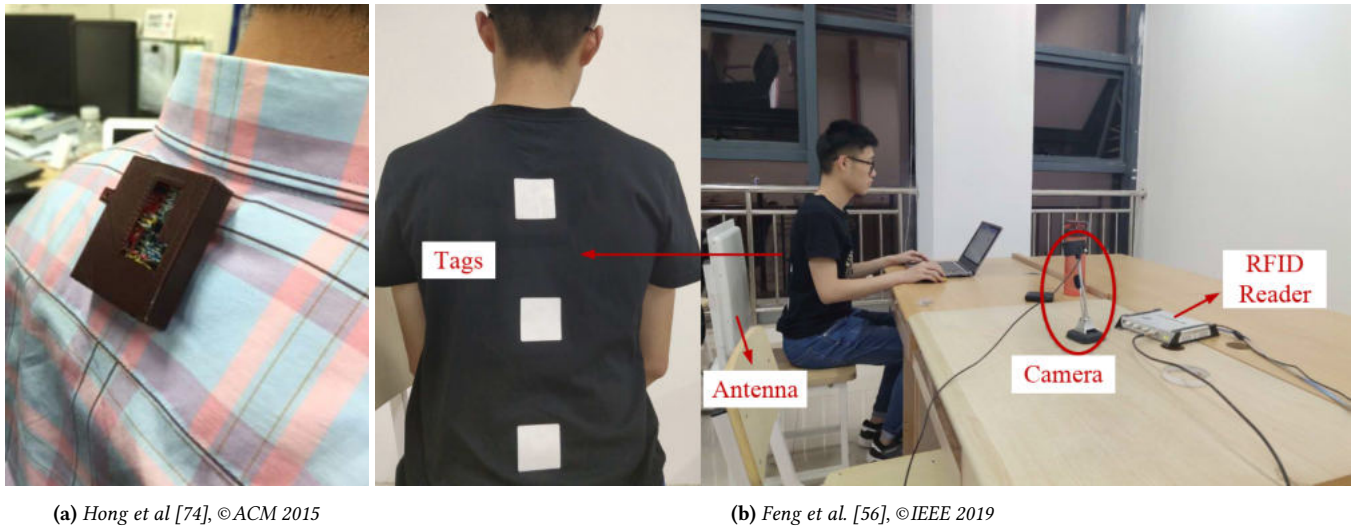 Tags
Antenna
Camera
RFID
Reader
(a) Hong et al [74], ©ACM 2015
(b) Feng et al. [56], ©IEEE 2019